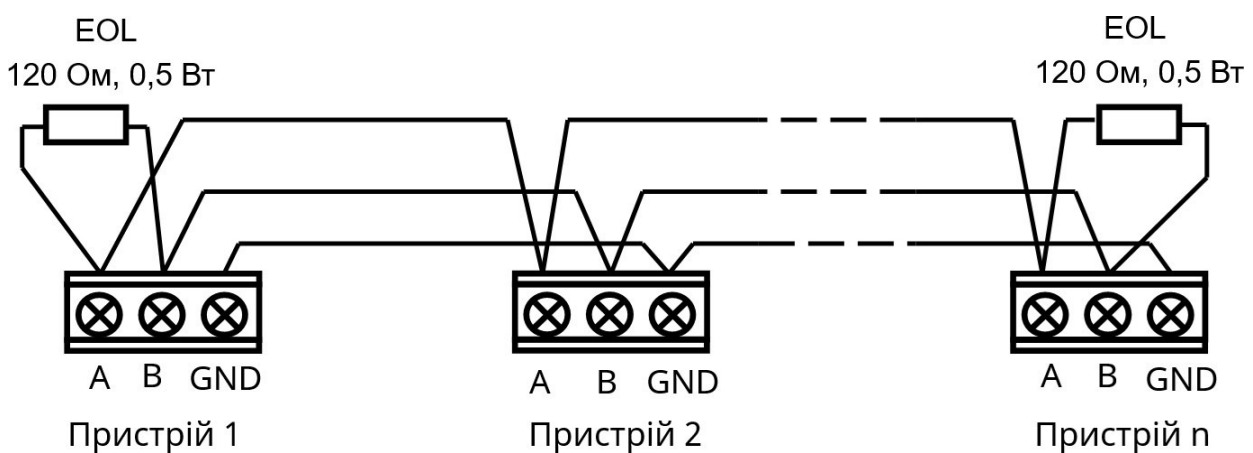 EOL
120 Ом, 0,5 Вт
EOL
120 Ом, 0,5 Вт
A B GND
A B GND
A B GND
Пристрій 1
Пристрій 2
Пристрій n